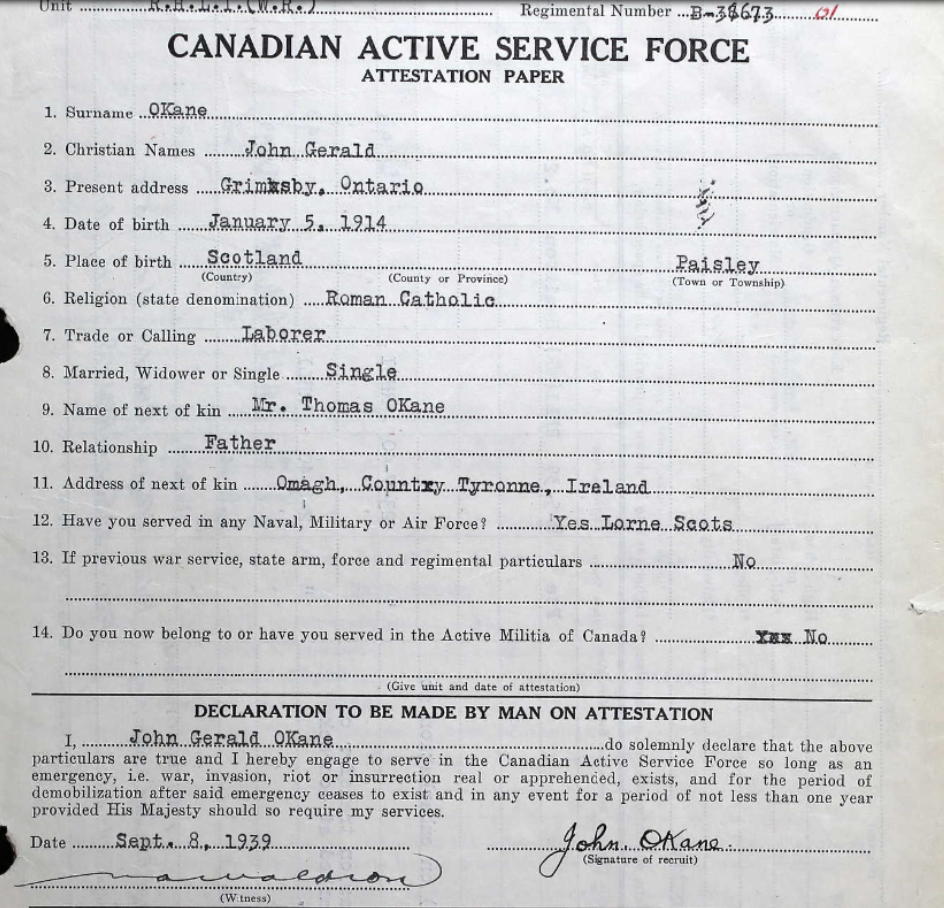 Unit R.H.L.I.(W.R.) Regimental Number B-38673
CANADIAN ACTIVE SERVICE FORCE
ATTESTATION PAPER
1. Surname OKane
2. Christian Names John Gerald
3. Present address Grimksby, Ontario
4. Date of birth January 5, 1914
5. Place of birth Scotland Paisley
(Country) (County or Province) (Town or Township)
6. Religion (state denomination) Roman Catholic
7. Trade or Calling Laborer
8. Married, Widower or Single Single
9. Name of next of kin Mr. Thomas OKane
10. Relationship Father
11. Address of next of kin Omagh, Countxy Tyronne, Ireland
12. Have you served in any Naval, Military or Air Force? Yes Lorne Scots
13. If previous war service, state arm, force and regimental particulars No
14. Do you now belong to or have you served in the Active Militia of Canada? No
(Give unit and date of attestation)
DECLARATION TO BE MADE BY MAN ON ATTESTATION
I, John Gerald OKane do solemnly declare that the above
particulars are true and I hereby engage to serve in the Canadian Active Service Force so long as an
emergency, i.e. war, invasion, riot or insurrection real or apprehended, exists, and for the period of
demobilization after said emergency ceases to exist and in any event for a period of not less than one year
provided His Majesty should so require my services.
Date Sept. 8, 1939 John OKane
(Signature of recruit)
(Witness)